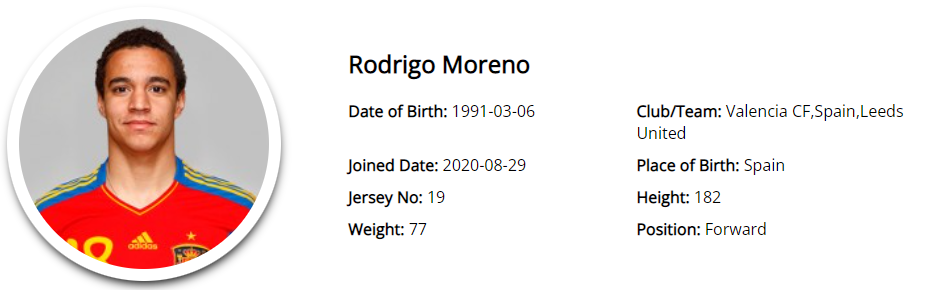 Rodrigo Moreno
Date of Birth: 1991-03-06
Club/Team: Valencia CF,Spain,Leeds
United
Joined Date: 2020-08-29
Place of Birth: Spain
Jersey No: 19
Height: 182
Weight: 77
Position: Forward
adidas